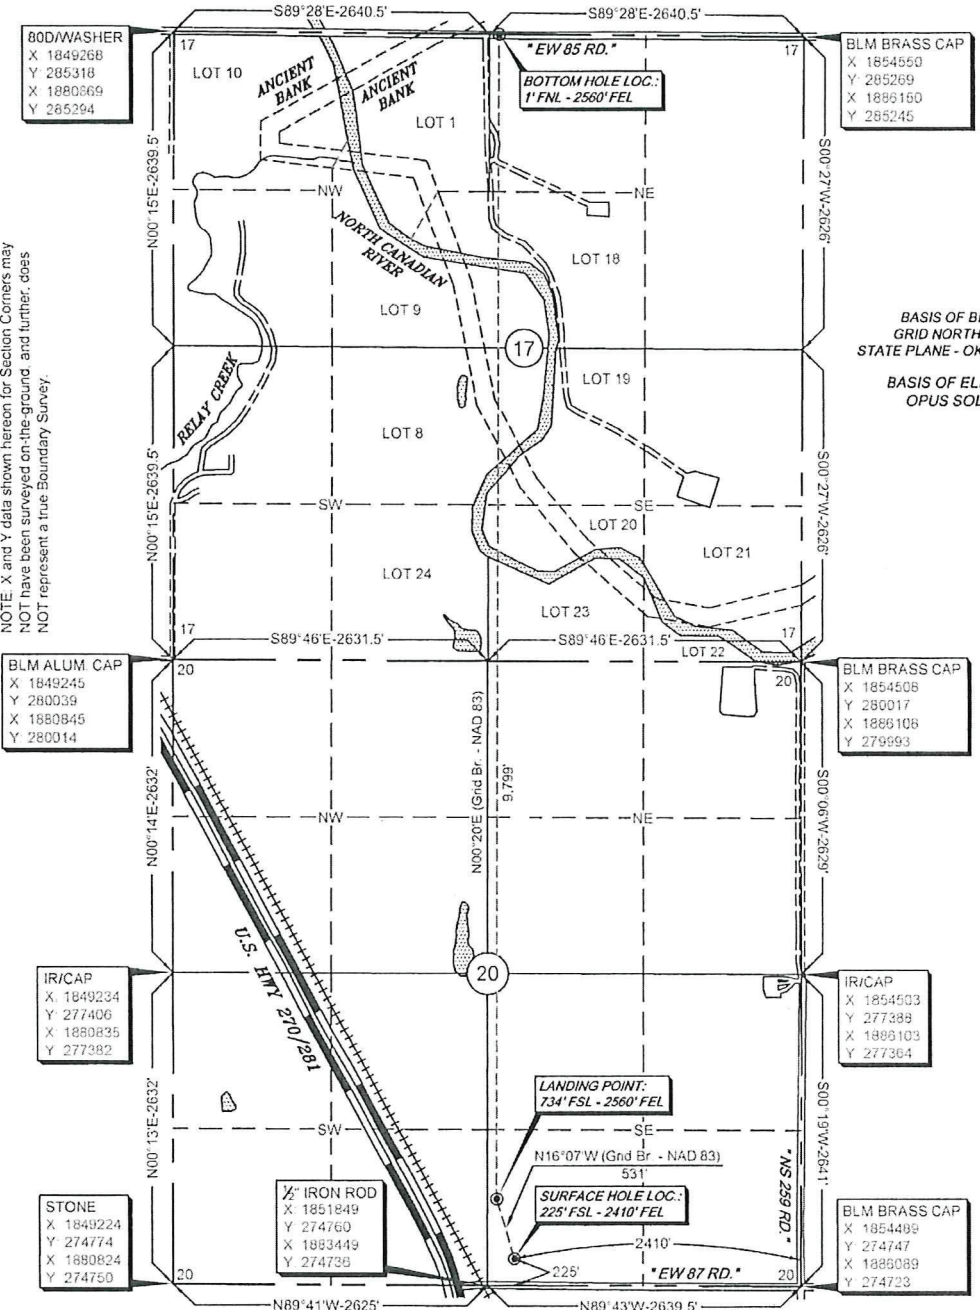 S89°28'E-2640.5'
S89°28'E-2640.5'
80D/WASHER
X 1849268
Y 285318
X 1880869
Y 285294
17
LOT 10
ANCIENT
BANK
ANCIENT
BANK
LOT 1
"EW 85 RD."
BOTTOM HOLE LOC.:
1' FNL - 2560' FEL
17
BLM BRASS CAP
X 1854550
Y 285269
X 1886150
Y 285245
N00°15'E-2639.5'
NW
NE
S00°27'W-2626'
NORTH CANADIAN
RIVER
LOT 18
LOT 9
17
NOTE: X and Y data shown hereon for Section Corners may
NOT have been surveyed on-the-ground, and further, does
NOT represent a true Boundary Survey.
GRID NORTH
STATE PLANE - OK
OPUS SOL
RELAY CREEK
LOT 19
LOT 8
N00°15'E-2639.5'
SW
SE
S00°27'W-2626'
LOT 20
LOT 21
LOT 24
LOT 23
17
S89°46'E-2631.5'
S89°46'E-2631.5'
17
LOT 22
BLM ALUM. CAP
X 1849245
Y 280039
X 1880845
Y 280014
20
20
BLM BRASS CAP
X 1854508
Y 280017
X 1886108
Y 279993
N00°20'E (Grid Br. - NAD 83)
9,799'
N00°14'E-2632'
NW
NE
S00°06'W-2629'
U.S. HWY 270/281
20
IR/CAP
X 1849234
Y 277406
X 1880835
Y 277382
IR/CAP
X 1854503
Y 277388
X 1886103
Y 277364
LANDING POINT:
734' FSL - 2560' FEL
N00°13'E-2632'
SW
SE
S00°19'W-2641'
N16°07'W (Grid Br. - NAD 83)
531'
"NS 259 RD."
STONE
X 1849224
Y 274774
X 1880824
Y 274750
½" IRON ROD
X 1851849
Y 274760
X 1883449
Y 274736
SURFACE HOLE LOC.:
225' FSL - 2410' FEL
2410'
225'
BLM BRASS CAP
X 1854489
Y 274747
X 1886089
Y 274723
20
"EW 87 RD."
20
N89°41'W-2625'
N89°43'W-2639.5'